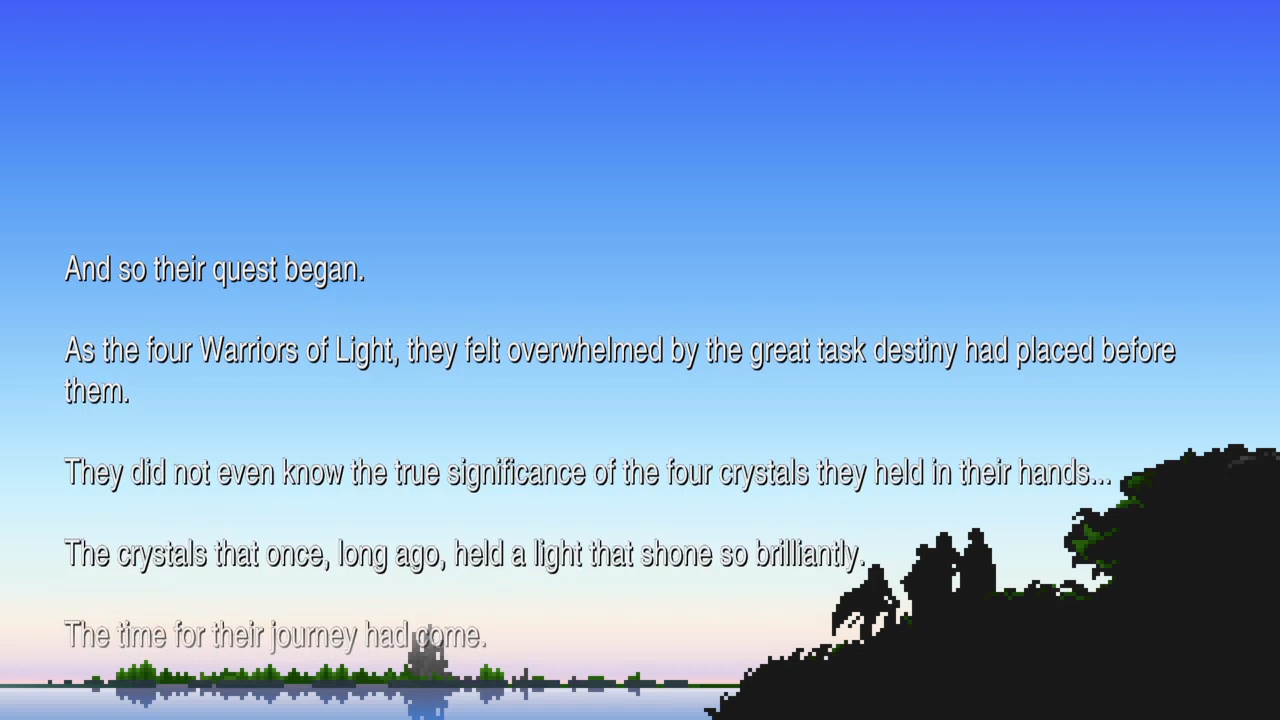 And so their quest began.
As the four Warriors of Light, they felt overwhelmed by the great task destiny had placed before
them.
They did not even know the true significance of the four crystals they held in their hands...
The crystals that once, long ago, held a light that shone so brilliantly.
The time for their journey had come.